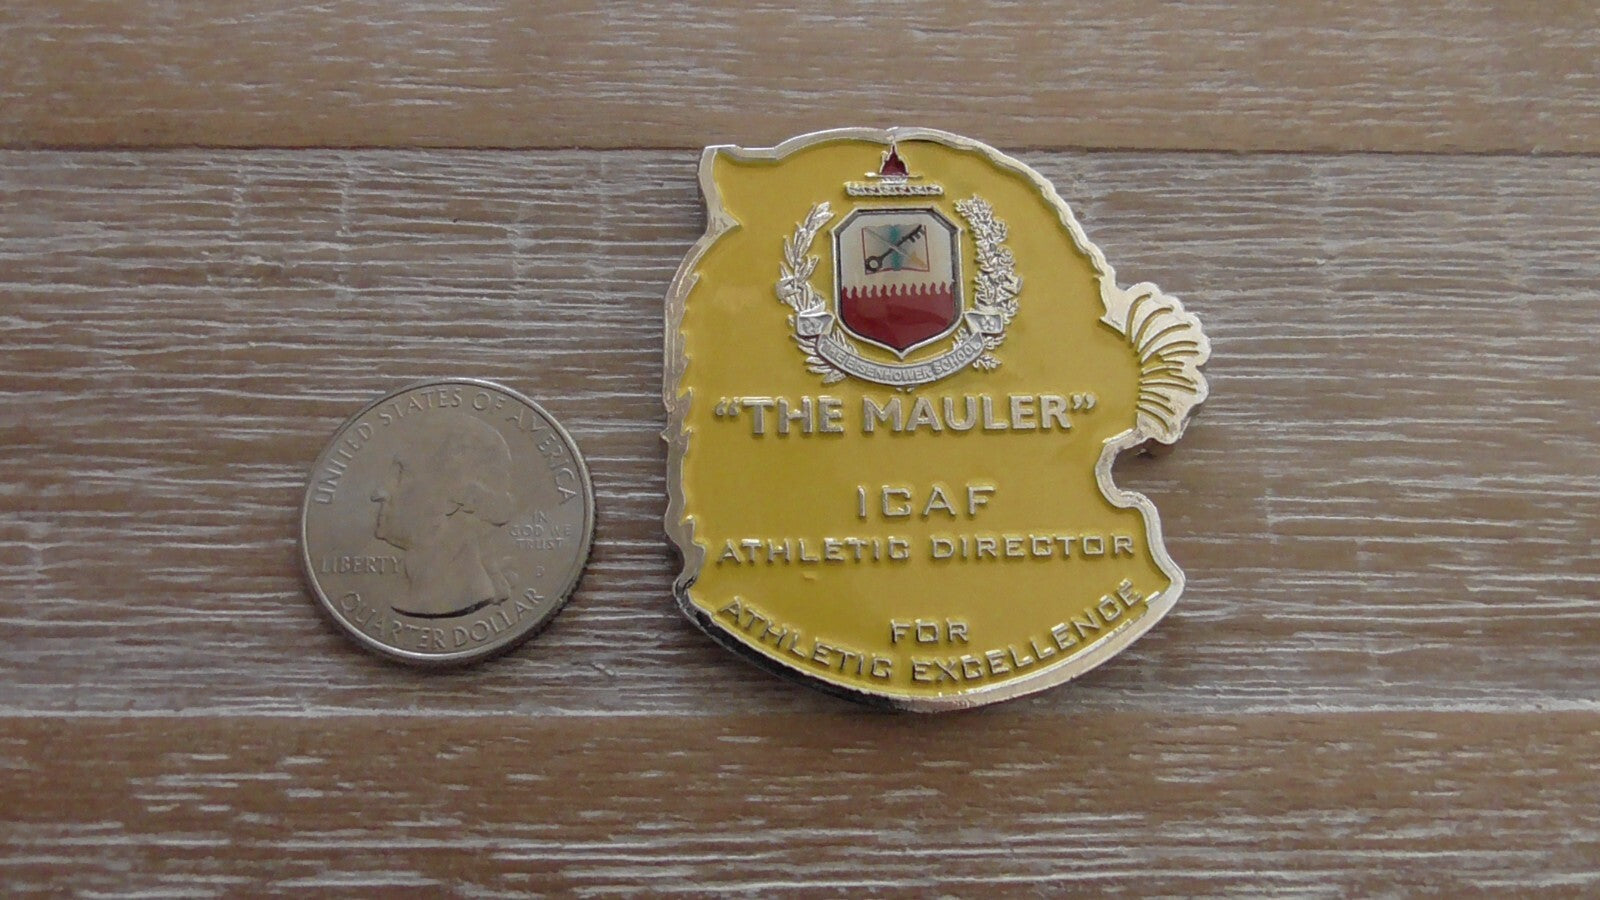 UNITED STATES OF AMERICA
LIBERTY
IN
GOD WE
TRUST
P
QUARTER DOLLAR
THE EISENHOWER SCHOOL
"THE MAULER"
ICAF
ATHLETIC DIRECTOR
FOR
ATHLETIC EXCELLENCE